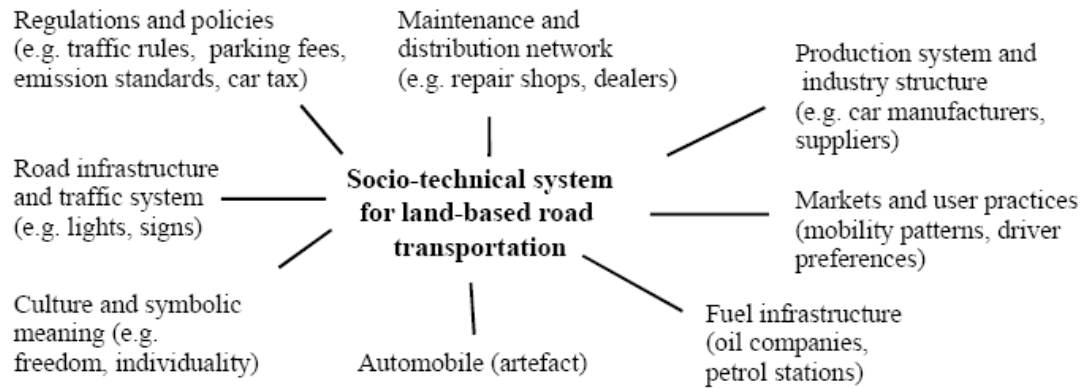 Regulations and policies
(e.g. traffic rules, parking fees,
emission standards, car tax)
Maintenance and
distribution network
(e.g. repair shops, dealers)
Production system and
industry structure
(e.g. car manufacturers,
suppliers)
Road infrastructure
and traffic system
(e.g. lights, signs)
Socio-technical system
for land-based road
transportation
Markets and user practices
(mobility patterns, driver
preferences)
Culture and symbolic
meaning (e.g.
freedom, individuality)
Automobile (artefact)
Fuel infrastructure
(oil companies,
petrol stations)